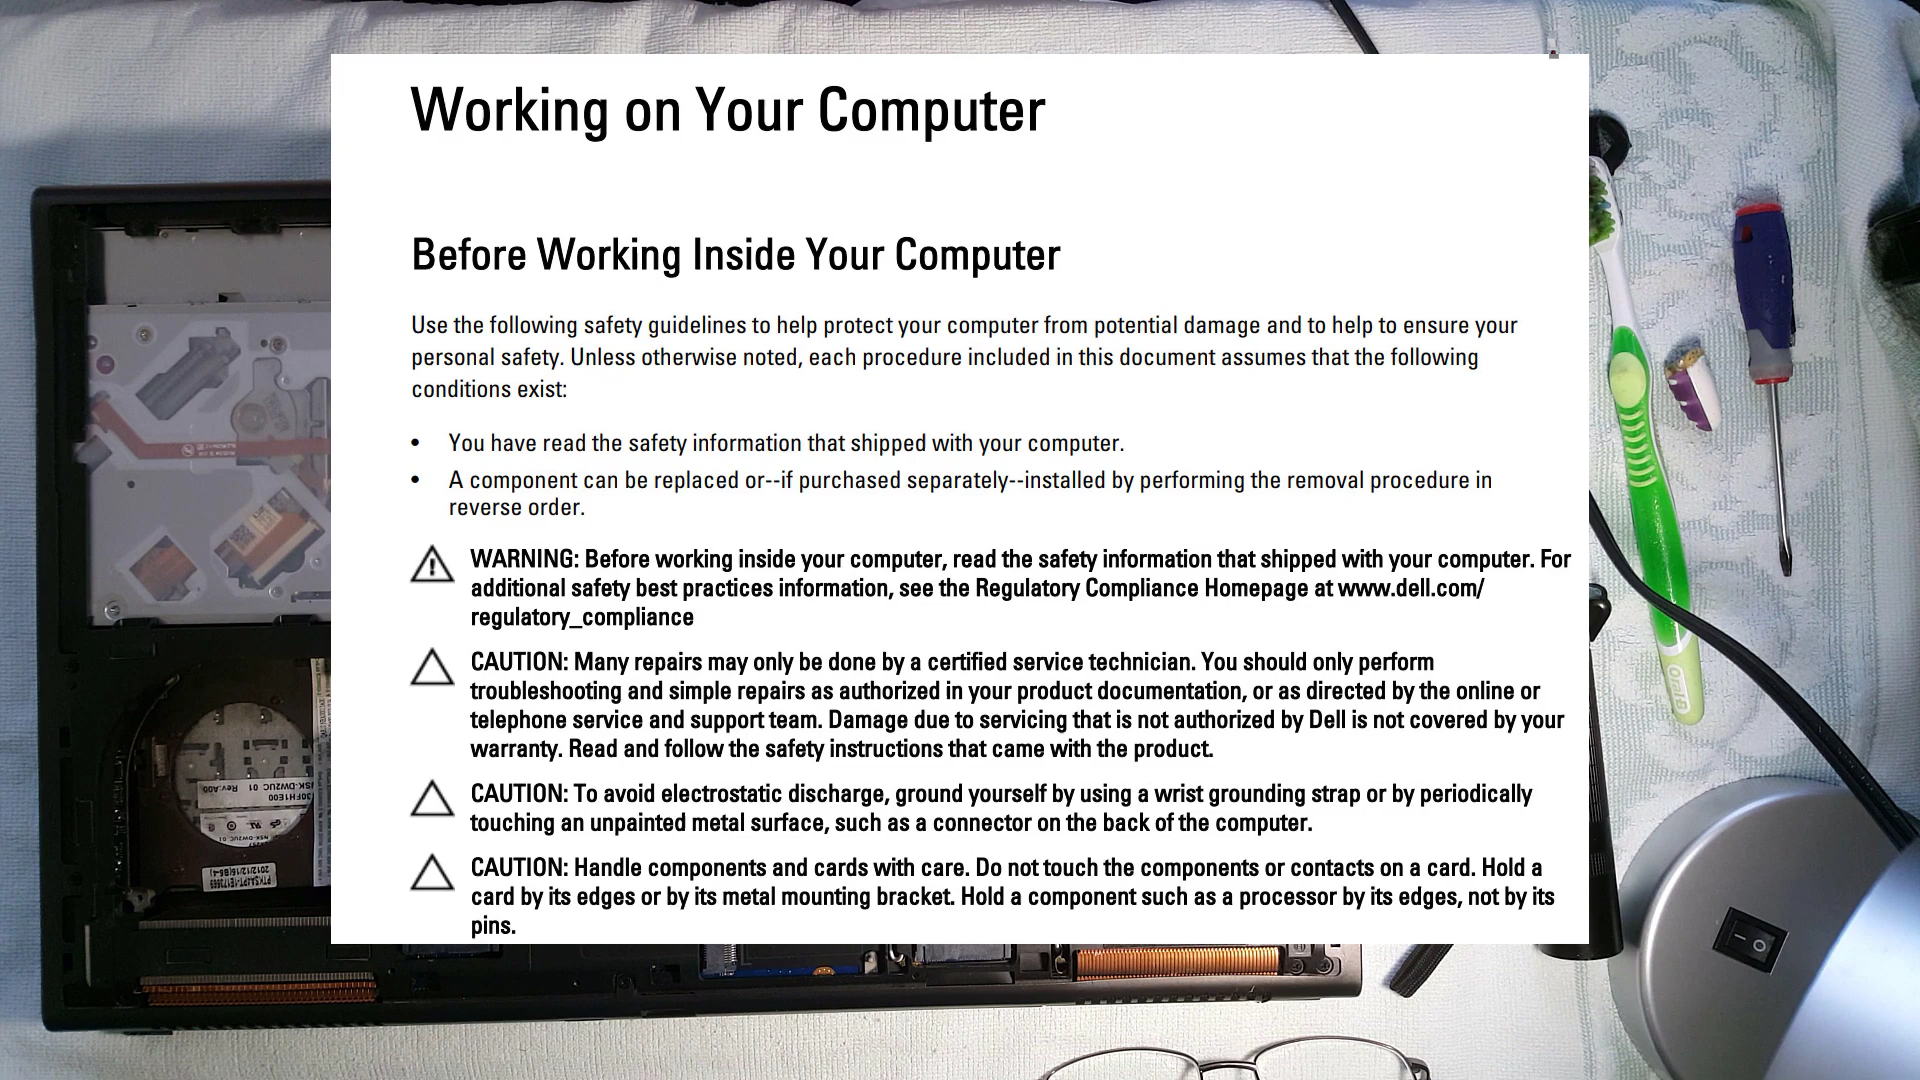 Working on Your Computer
Before Working Inside Your Computer
Use the following safety guidelines to help protect your computer from potential damage and to help to ensure your
personal safety. Unless otherwise noted, each procedure included in this document assumes that the following
conditions exist:
• You have read the safety information that shipped with your computer.
• A component can be replaced or--if purchased separately--installed by performing the removal procedure in
reverse order.
WARNING: Before working inside your computer, read the safety information that shipped with your computer. For
additional safety best practices information, see the Regulatory Compliance Homepage at www.dell.com/
regulatory_compliance
CAUTION: Many repairs may only be done by a certified service technician. You should only perform
troubleshooting and simple repairs as authorized in your product documentation, or as directed by the online or
telephone service and support team. Damage due to servicing that is not authorized by Dell is not covered by your
warranty. Read and follow the safety instructions that came with the product.
CAUTION: To avoid electrostatic discharge, ground yourself by using a wrist grounding strap or by periodically
touching an unpainted metal surface, such as a connector on the back of the computer.
CAUTION: Handle components and cards with care. Do not touch the components or contacts on a card. Hold a
card by its edges or by its metal mounting bracket. Hold a component such as a processor by its edges, not by its
pins.
Rev.A00
Oral-B